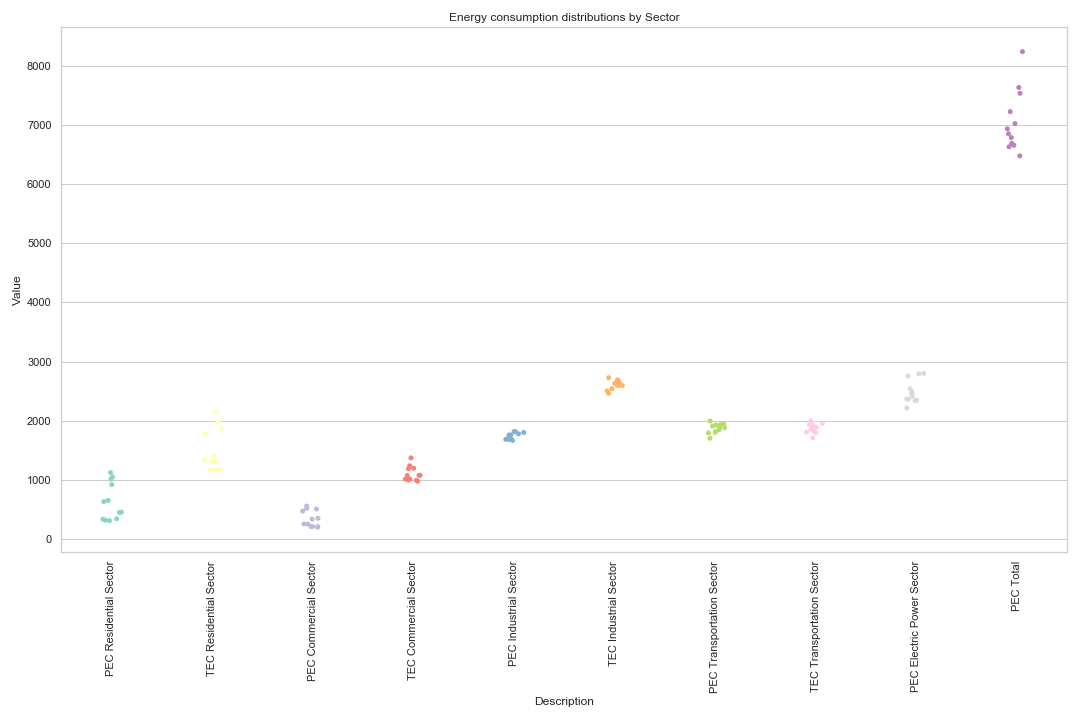 Energy consumption distributions by Sector
8000
7000
6000
5000
4000
3000
2000
1000
0
Value
PEC Residential Sector
TEC Residential Sector
PEC Commercial Sector
TEC Commercial Sector
PEC Industrial Sector
TEC Industrial Sector
PEC Transportation Sector
TEC Transportation Sector
PEC Electric Power Sector
PEC Total
Description